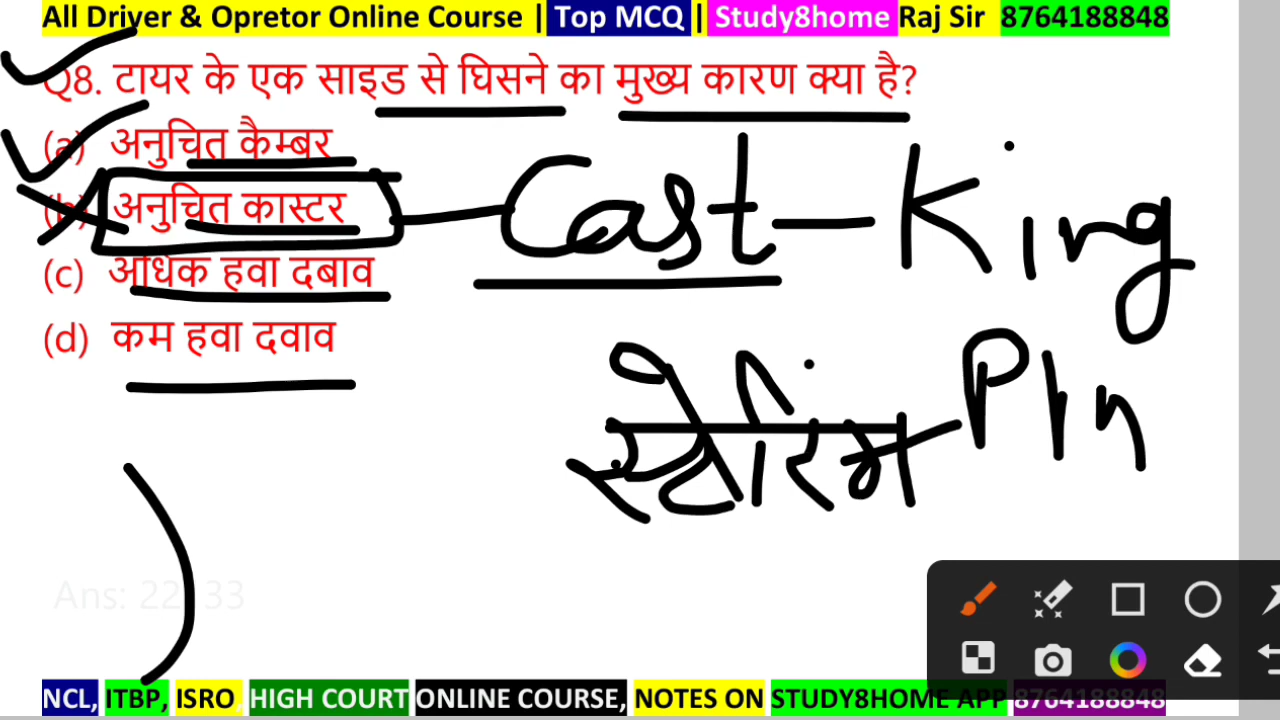 All Driver & Opretor Online Course | Top MCQ | Study8home Raj Sir 8764188848
Q8. टायर के एक साइड से घिसने का मुख्य कारण क्या है?
(a) अनुचित कैम्बर
(b) अनुचित कास्टर
Cast - King
(c) अधिक हवा दबाव
(d) कम हवा दवाव
Pin
स्टेरिंग
Ans: 22 33
NCL, ITBP, ISRO, HIGH COURT ONLINE COURSE, NOTES ON STUDY8HOME APP 8764188848